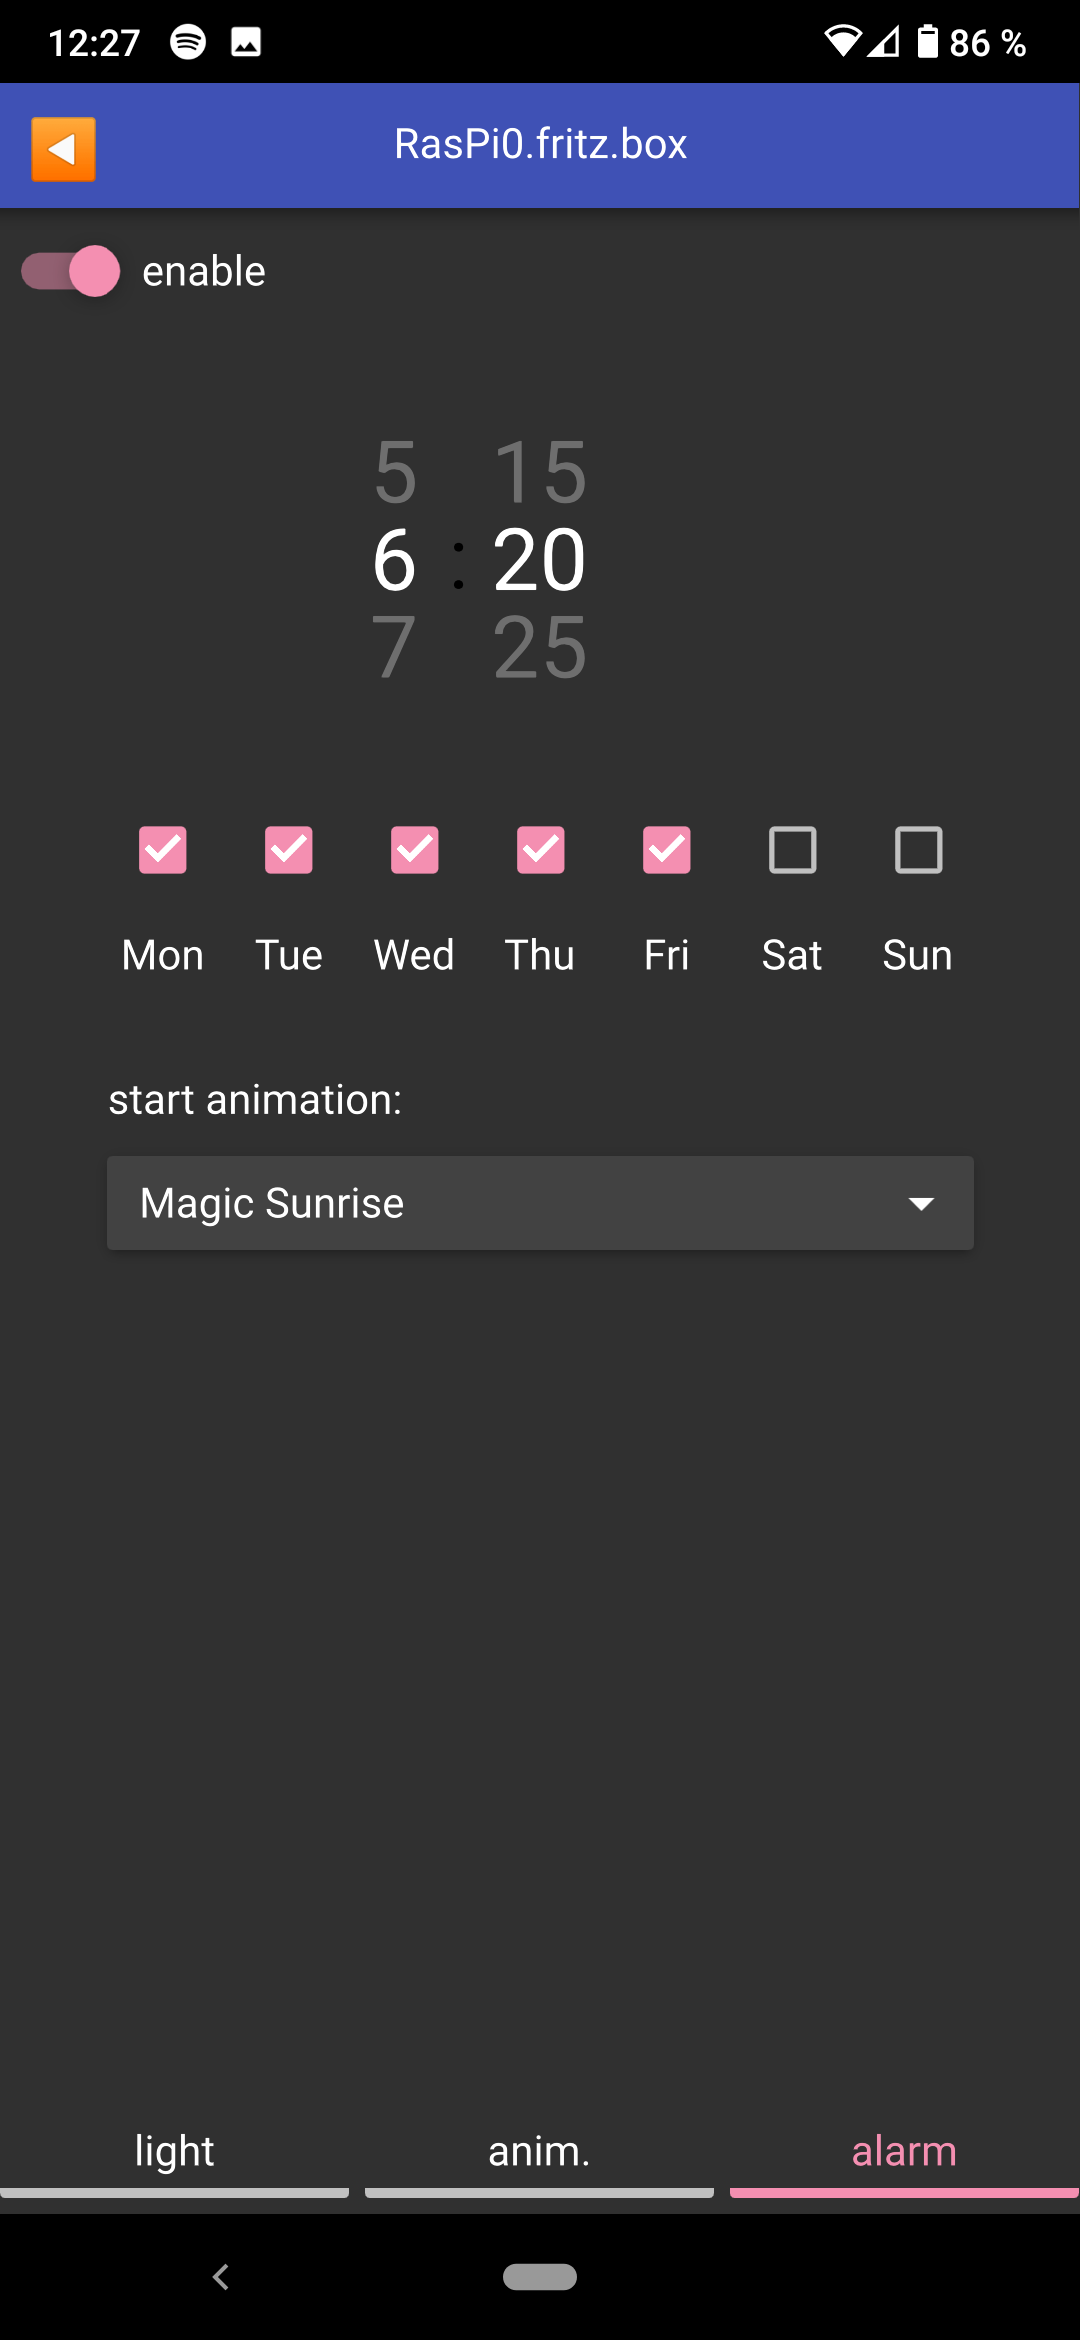 12:27 86 %
RasPi0.fritz.box
enable
5 15
6 : 20
7 25
Mon Tue Wed Thu Fri Sat Sun
start animation:
Magic Sunrise
light anim. alarm